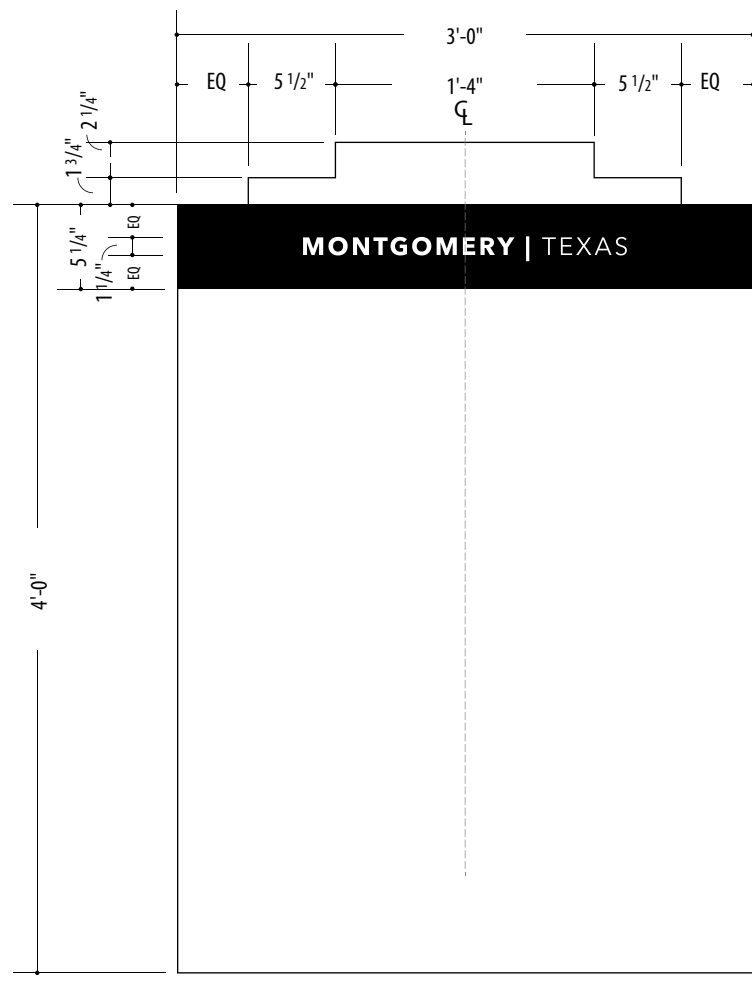 3'-0"
EQ 5 1/2" 1'-4" 5 1/2" EQ
CL
2 1/4"
1 3/4"
EQ
5 1/4"
1 1/4"
EQ
MONTGOMERY | TEXAS
4'-0"